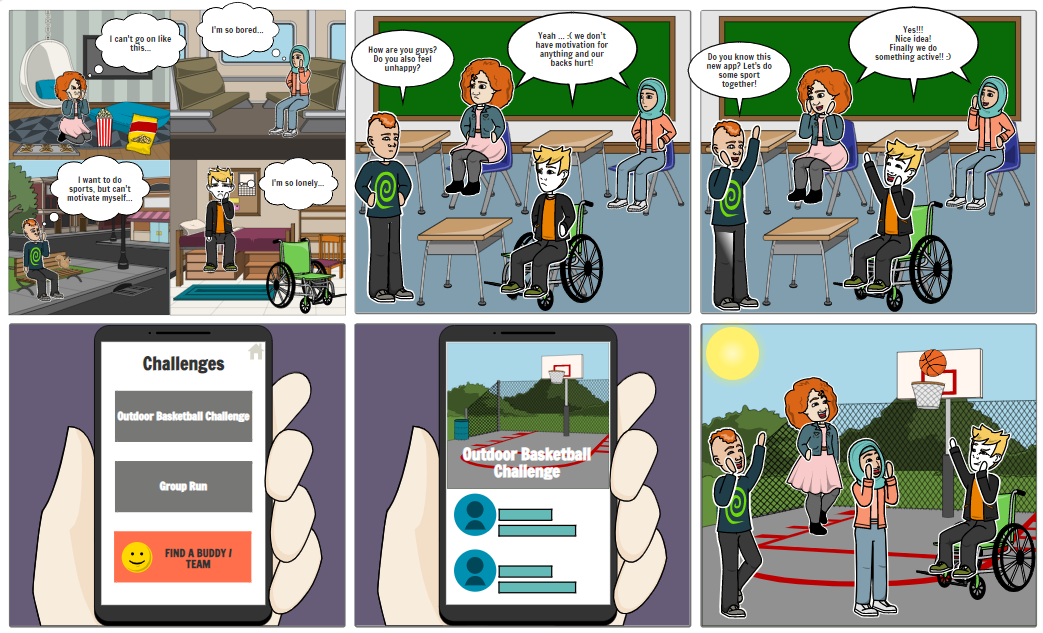 I can't go on like
this...
I'm so bored...
I want to do
sports, but can't
motivate myself...
I'm so lonely...
How are you guys?
Do you also feel
unhappy?
Yeah ... :( we don't
have motivation for
anything and our
backs hurt!
Do you know this
new app? Let's do
some sport
together!
Yes!!!
Nice idea!
Finally we do
something active!! :)
Challenges
Outdoor Basketball Challenge
Group Run
FIND A BUDDY /
TEAM
Outdoor Basketball
Challenge